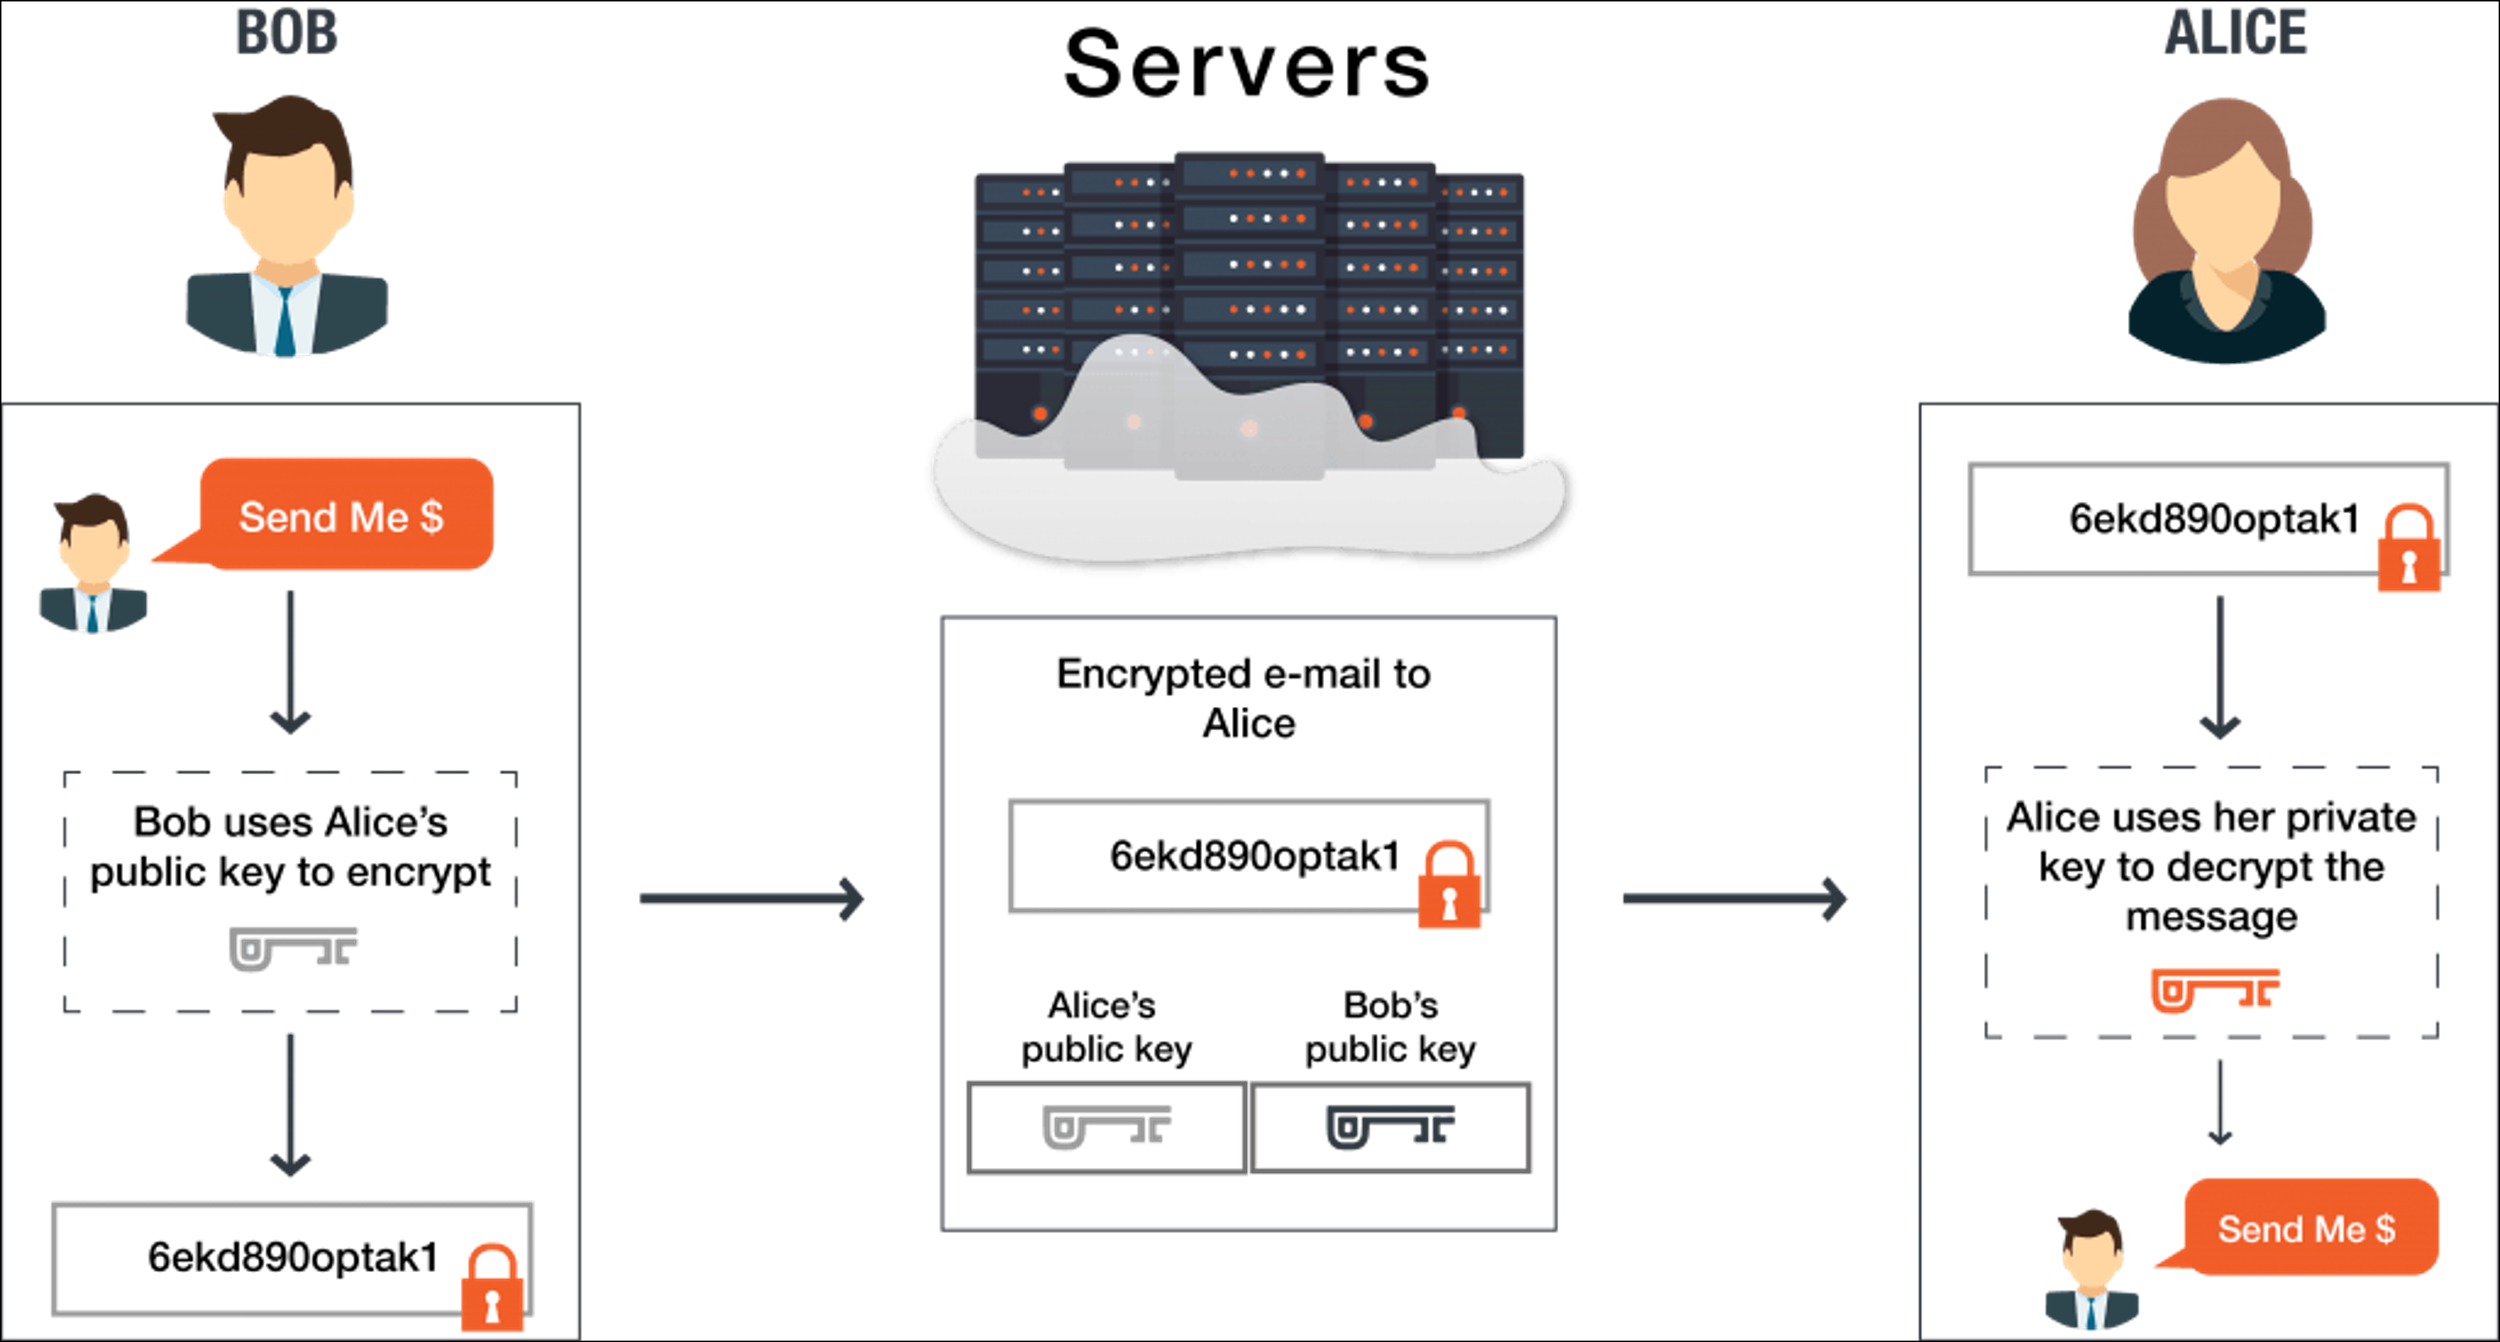 BOB
Servers
ALICE
Send Me $
Bob uses Alice’s
public key to encrypt
6ekd890optak1
Encrypted e-mail to
Alice
6ekd890optak1
Alice’s
public key
Bob’s
public key
6ekd890optak1
Alice uses her private
key to decrypt the
message
Send Me $